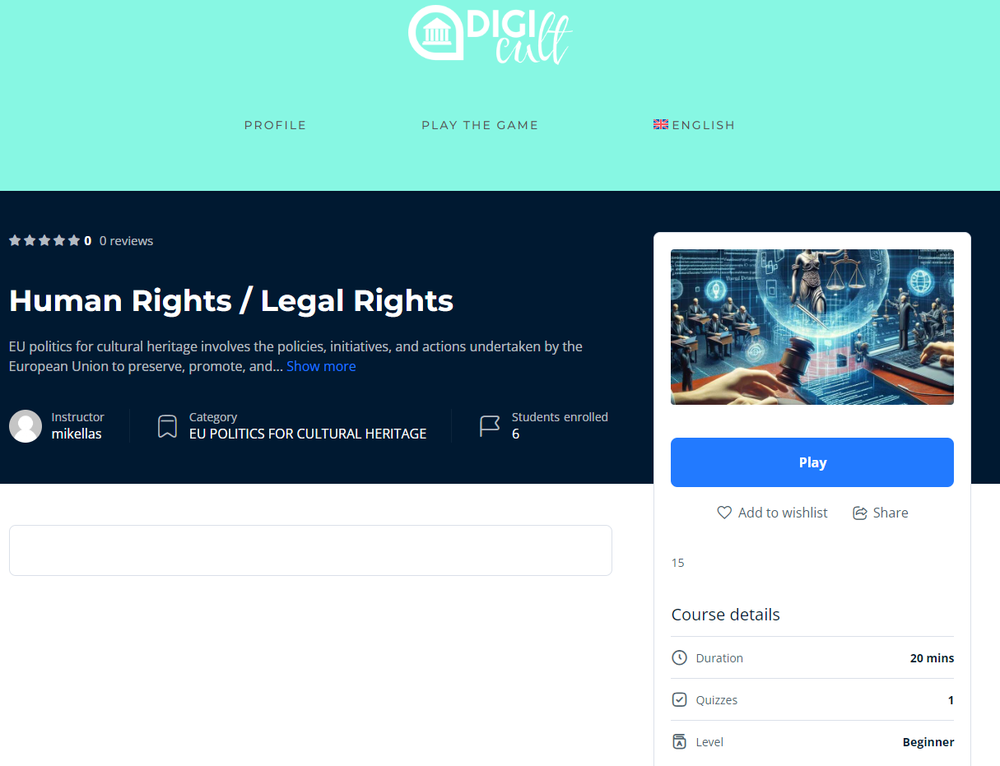 DIGI
cult
PROFILE
PLAY THE GAME
ENGLISH
0 0 reviews
Human Rights / Legal Rights
EU politics for cultural heritage involves the policies, initiatives, and actions undertaken by the
European Union to preserve, promote, and... Show more
Instructor
mikellas
Category
EU POLITICS FOR CULTURAL HERITAGE
Students enrolled
6
Play
Add to wishlist
Share
15
Course details
Duration 20 mins
Quizzes 1
Level Beginner